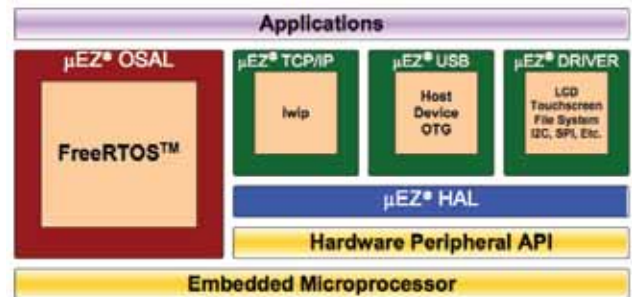 Applications
µEZ® OSAL
FreeRTOS™
µEZ® TCP/IP
lwip
µEZ® USB
Host
Device
OTG
µEZ® DRIVER
LCD
Touchscreen
File System
I2C, SPI, Etc.
µEZ® HAL
Hardware Peripheral API
Embedded Microprocessor